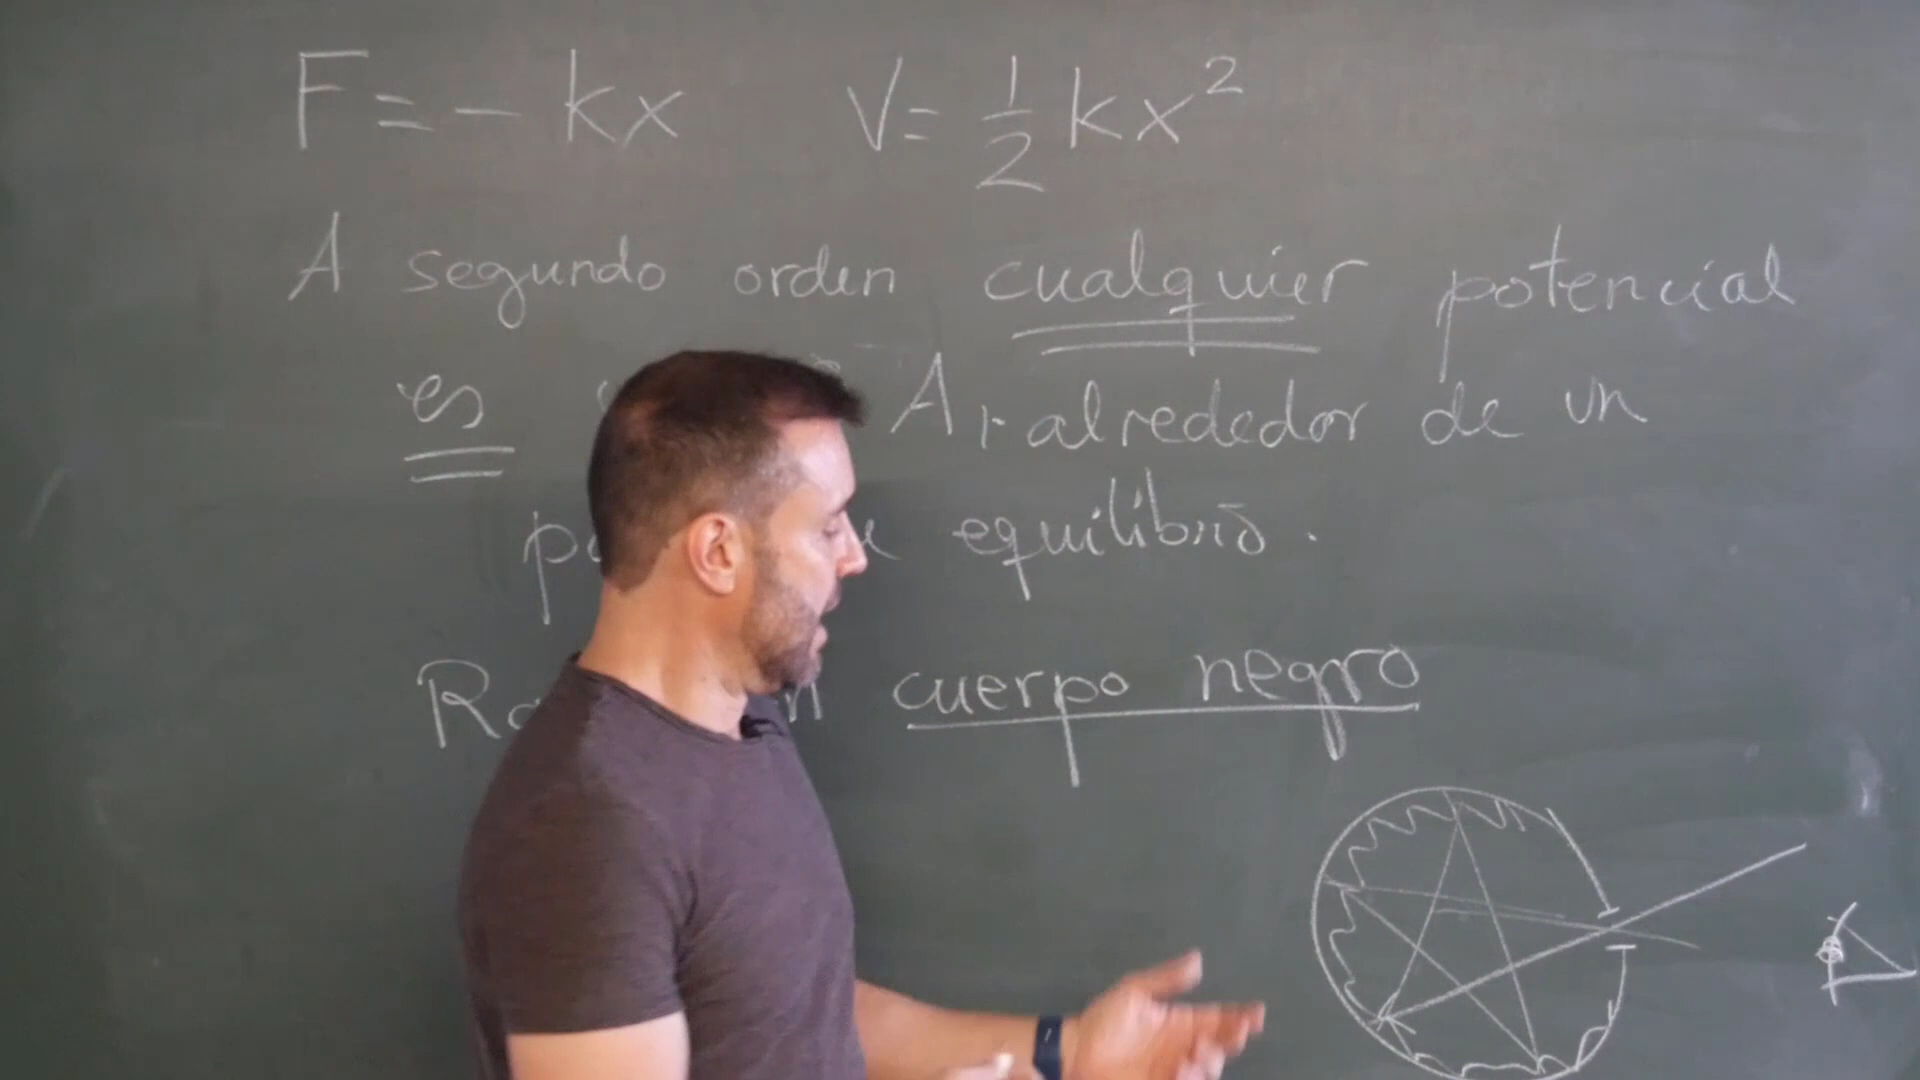 F = - kx V = 1/2 kx²
A segundo orden cualquier potencial
es A r. alrededor de un
equilibrio.
cuerpo negro